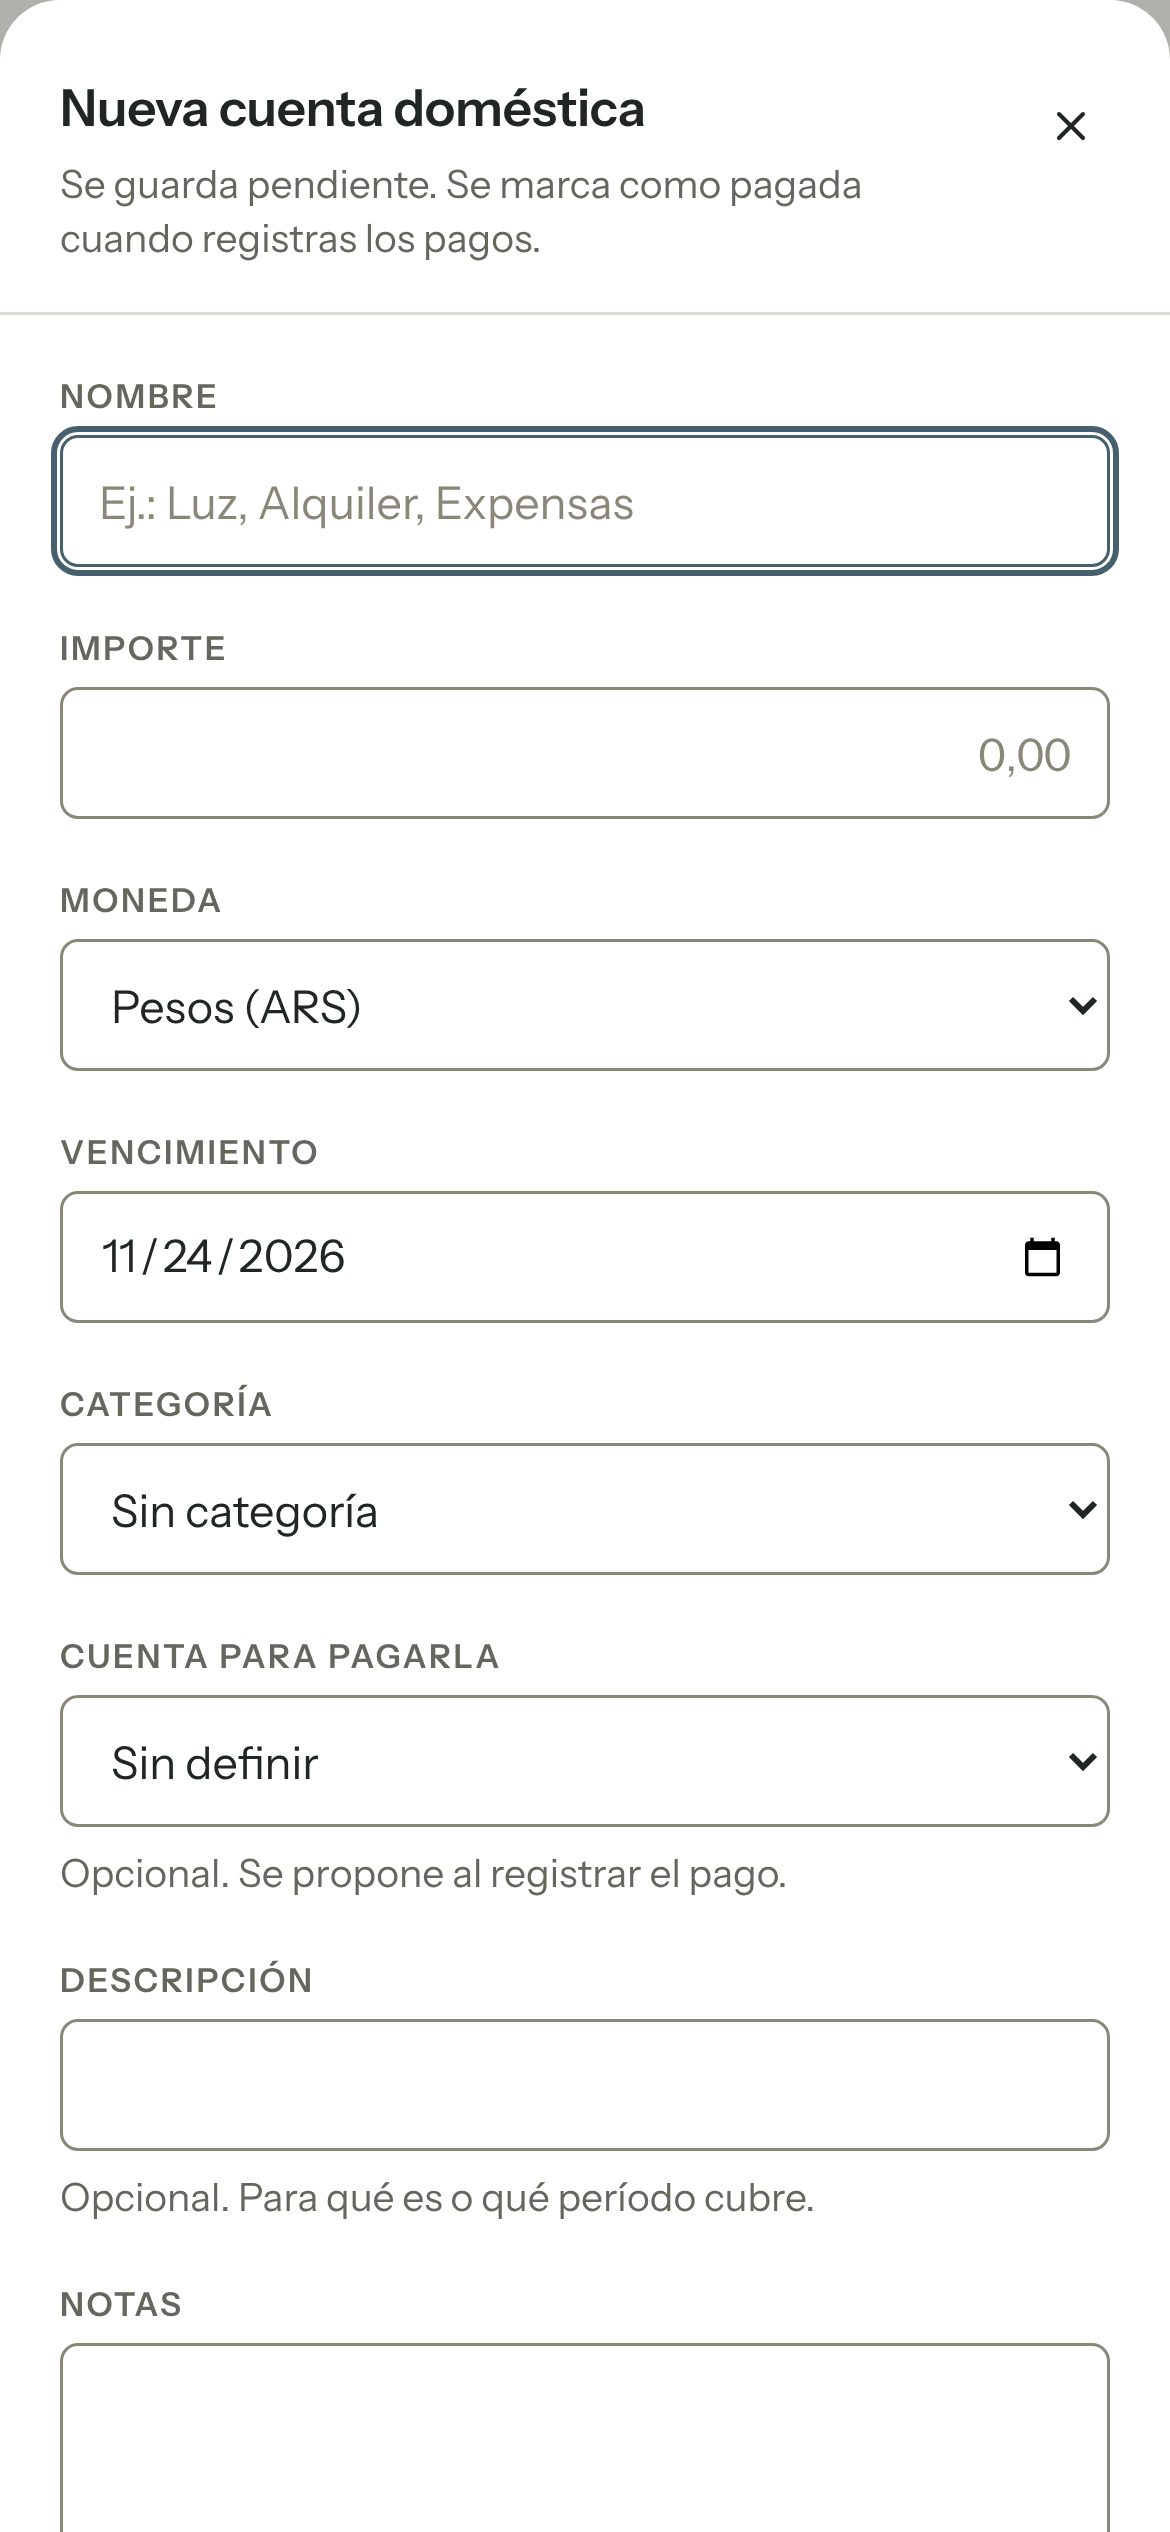 Nueva cuenta doméstica
Se guarda pendiente. Se marca como pagada
cuando registras los pagos.
NOMBRE
Ej.: Luz, Alquiler, Expensas
IMPORTE
0,00
MONEDA
Pesos (ARS)
VENCIMIENTO
11/24/2026
CATEGORÍA
Sin categoría
CUENTA PARA PAGARLA
Sin definir
Opcional. Se propone al registrar el pago.
DESCRIPCIÓN
Opcional. Para qué es o qué período cubre.
NOTAS